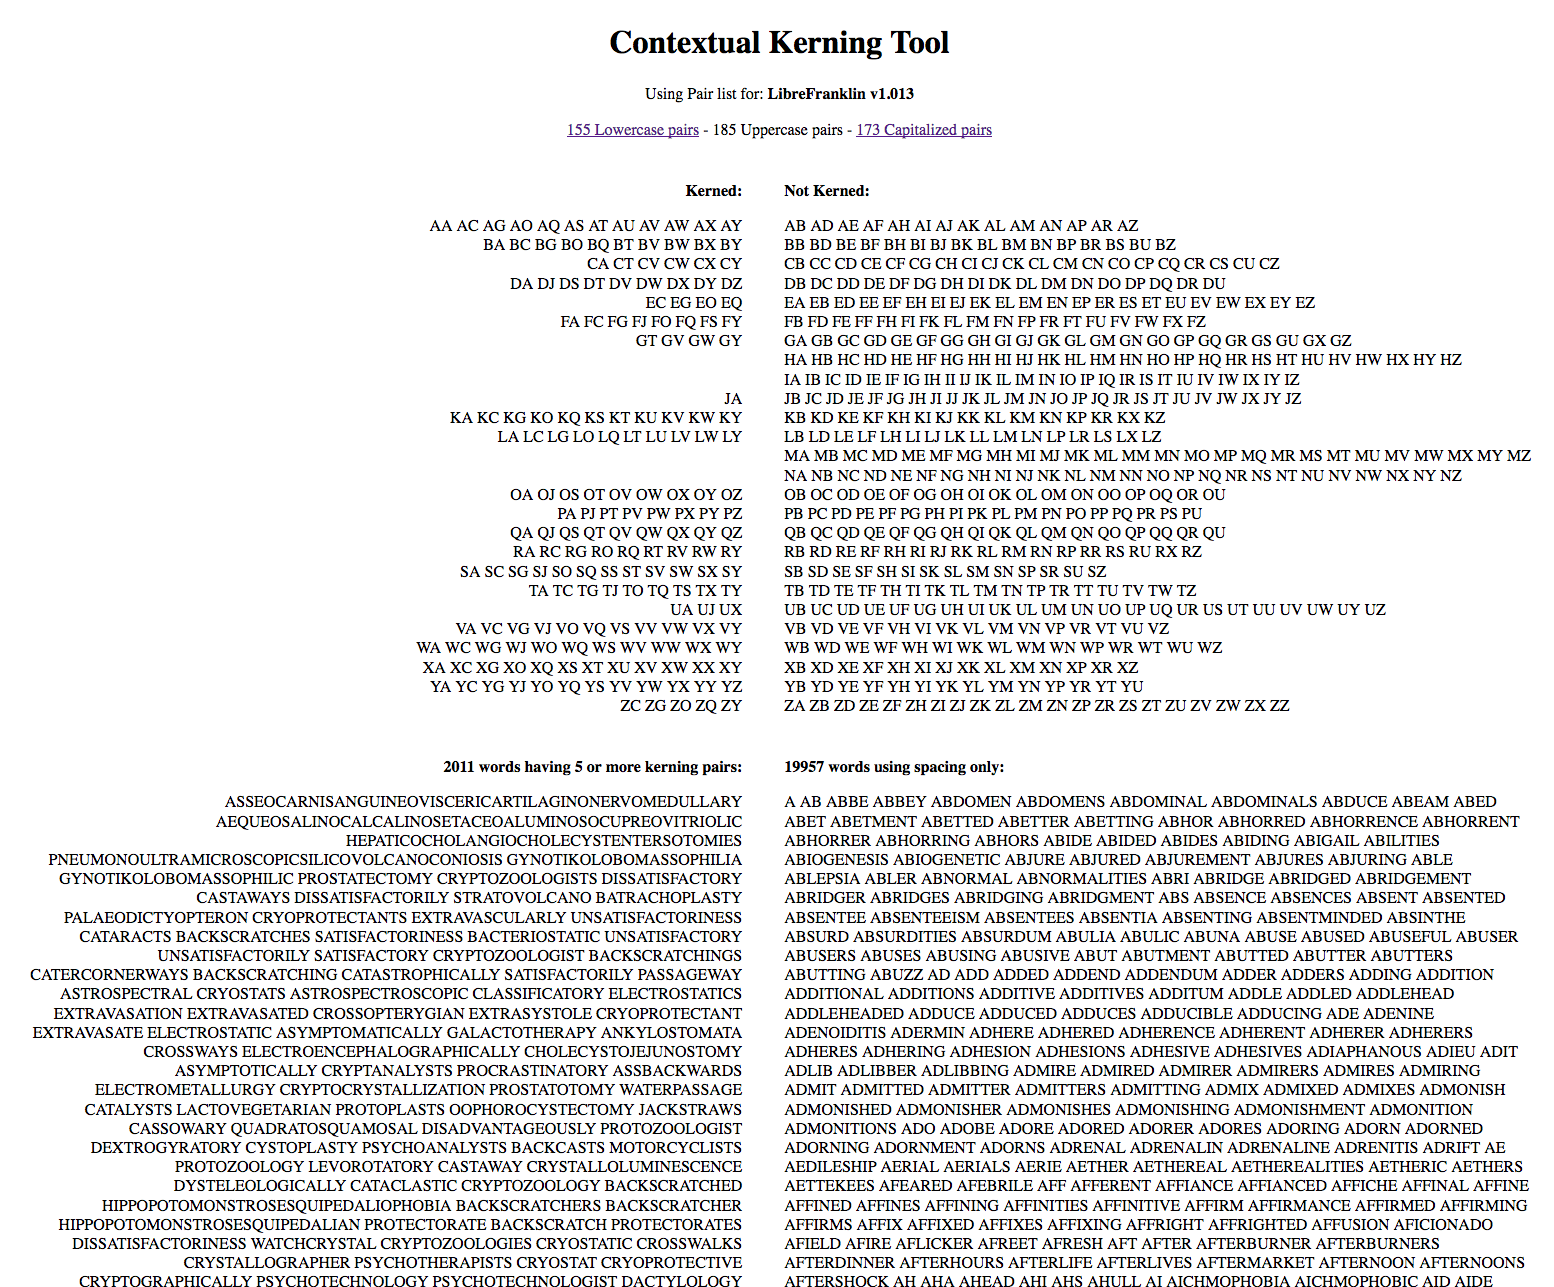 Contextual Kerning Tool
Using Pair list for: LibreFranklin v1.013
155 Lowercase pairs - 185 Uppercase pairs - 173 Capitalized pairs
Kerned:
AA AC AG AO AQ AS AT AU AV AW AX AY
BA BC BG BO BQ BT BV BW BX BY
CA CT CV CW CX CY
DA DJ DS DT DV DW DX DY DZ
EC EG EO EQ
FA FC FG FJ FO FQ FS FY
GT GV GW GY
JA
KA KC KG KO KQ KS KT KU KV KW KY
LA LC LG LO LQ LT LU LV LW LY
OA OJ OS OT OV OW OX OY OZ
PA PJ PT PV PW PX PY PZ
QA QJ QS QT QV QW QX QY QZ
RA RC RG RO RQ RT RV RW RY
SA SC SG SJ SO SQ SS ST SV SW SX SY
TA TC TG TJ TO TQ TS TX TY
UA UJ UX
VA VC VG VJ VO VQ VS VV VW VX VY
WA WC WG WJ WO WQ WS WV WW WX WY
XA XC XG XO XQ XS XT XU XV XW XX XY
YA YC YG YJ YO YQ YS YV YW YX YY YZ
ZC ZG ZO ZQ ZY
Not Kerned:
AB AD AE AF AH AI AJ AK AL AM AN AP AR AZ
BB BD BE BF BH BI BJ BK BL BM BN BP BR BS BU BZ
CB CC CD CE CF CG CH CI CJ CK CL CM CN CO CP CQ CR CS CU CZ
DB DC DD DE DF DG DH DI DK DL DM DN DO DP DQ DR DU
EA EB ED EE EF EH EI EJ EK EL EM EN EP ER ES ET EU EV EW EX EY EZ
FB FD FE FF FH FI FK FL FM FN FP FR FT FU FV FW FX FZ
GA GB GC GD GE GF GG GH GI GJ GK GL GM GN GO GP GQ GR GS GU GX GZ
HA HB HC HD HE HF HG HH HI HJ HK HL HM HN HO HP HQ HR HS HT HU HV HW HX HY HZ
IA IB IC ID IE IF IG IH II IJ IK IL IM IN IO IP IQ IR IS IT IU IV IW IX IY IZ
JB JC JD JE JF JG JH JI JJ JK JL JM JN JO JP JQ JR JS JT JU JV JW JX JY JZ
KB KD KE KF KH KI KJ KK KL KM KN KP KR KX KZ
LB LD LE LF LH LI LJ LK LL LM LN LP LR LS LX LZ
MA MB MC MD ME MF MG MH MI MJ MK ML MM MN MO MP MQ MR MS MT MU MV MW MX MY MZ
NA NB NC ND NE NF NG NH NI NJ NK NL NM NN NO NP NQ NR NS NT NU NV NW NX NY NZ
OB OC OD OE OF OG OH OI OK OL OM ON OO OP OQ OR OU
PB PC PD PE PF PG PH PI PK PL PM PN PO PP PQ PR PS PU
QB QC QD QE QF QG QH QI QK QL QM QN QO QP QQ QR QU
RB RD RE RF RH RI RJ RK RL RM RN RP RR RS RU RX RZ
SB SD SE SF SH SI SK SL SM SN SP SR SU SZ
TB TD TE TF TH TI TK TL TM TN TP TR TT TU TV TW TZ
UB UC UD UE UF UG UH UI UK UL UM UN UO UP UQ UR US UT UU UV UW UY UZ
VB VD VE VF VH VI VK VL VM VN VP VR VT VU VZ
WB WD WE WF WH WI WK WL WM WN WP WR WT WU WZ
XB XD XE XF XH XI XJ XK XL XM XN XP XR XZ
YB YD YE YF YH YI YK YL YM YN YP YR YT YU
ZA ZB ZD ZE ZF ZH ZI ZJ ZK ZL ZM ZN ZP ZR ZS ZT ZU ZV ZW ZX ZZ
2011 words having 5 or more kerning pairs:
ASSEOCARNISANGUINEOVISCERICARTILAGINONERVOMEDULLARY
AEQUEOSALINOCALCALINOSETACEOALUMINOSOCUPREOVITRIOLIC
HEPATICOCHOLANGIOCHOLECYSTENTERSOTOMIES
PNEUMONOULTRAMICROSCOPICSILICOVOLCANOCONIOSIS GYNOTIKOLOBOMASSOPHILIA
GYNOTIKOLOBOMASSOPHILIC PROSTATECTOMY CRYPTOZOOLOGISTS DISSATISFACTORY
CASTAWAYS DISSATISFACTORILY STRATOVOLCANO BATRACHOPLASTY
PALAEODICTYOPTERON CRYOPROTECTANTS EXTRAVASCULARLY UNSATISFACTORINESS
CATARACTS BACKSCRATCHES SATISFACTORINESS BACTERIOSTATIC UNSATISFACTORY
UNSATISFACTORILY SATISFACTORY CRYPTOZOOLOGIST BACKSCRATCHINGS
CATERCORNERWAYS BACKSCRATCHING CATASTROPHICALLY SATISFACTORILY PASSAGEWAY
ASTROSPECTRAL CRYOSTATS ASTROSPECTROSCOPIC CLASSIFICATORY ELECTROSTATICS
EXTRAVASATION EXTRAVASATED CROSSOPTERYGIAN EXTRASYSTOLE CRYOPROTECTANT
EXTRAVASATE ELECTROSTATIC ASYMPTOMATICALLY GALACTOTHERAPY ANKYLOSTOMATA
CROSSWAYS ELECTROENCEPHALOGRAPHICALLY CHOLECYSTOJEJUNOSTOMY
ASYMPTOTICALLY CRYPTANALYSTS PROCRASTINATORY ASSBACKWARDS
ELECTROMETALLURGY CRYPTOCRYSTALLIZATION PROSTATOTOMY WATERPASSAGE
CATALYSTS LACTOVEGETARIAN PROTOPLASTS OOPHOROCYSTECTOMY JACKSTRAWS
CASSOWARY QUADRATOSQUAMOSAL DISADVANTAGEOUSLY PROTOZOOLOGIST
DEXTROGYRATORY CYSTOPLASTY PSYCHOANALYSTS BACKCASTS MOTORCYCLISTS
PROTOZOOLOGY LEVOROTATORY CASTAWAY CRYSTALLOLUMINESCENCE
DYSTELEOLOGICALLY CATACLASTIC CRYPTOZOOLOGY BACKSCRATCHED
HIPPOPOTOMONSTROSESQUIPEDALIOPHOBIA BACKSCRATCHERS BACKSCRATCHER
HIPPOPOTOMONSTROSESQUIPEDALIAN PROTECTORATE BACKSCRATCH PROTECTORATES
DISSATISFACTORINESS WATCHCRYSTAL CRYPTOZOOLOGIES CRYOSTATIC CROSSWALKS
CRYSTALLOGRAPHER PSYCHOTHERAPISTS CRYOSTAT CRYOPROTECTIVE
CRYPTOGRAPHICALLY PSYCHOTECHNOLOGY PSYCHOTECHNOLOGIST DACTYLOLOGY
19957 words using spacing only:
A AB ABBE ABBEY ABDOMEN ABDOMENS ABDOMINAL ABDOMINALS ABDUCE ABEAM ABED
ABET ABETMENT ABETTED ABETTER ABETTING ABHOR ABHORRED ABHORRENCE ABHORRENT
ABHORRER ABHORRING ABHORS ABIDE ABIDED ABIDES ABIDING ABIGAIL ABILITIES
ABIOGENESIS ABIOGENETIC ABJURE ABJURED ABJUREMENT ABJURES ABJURING ABLE
ABLEPSIA ABLER ABNORMAL ABNORMALITIES ABRI ABRIDGE ABRIDGED ABRIDGEMENT
ABRIDGER ABRIDGES ABRIDGING ABRIDGMENT ABS ABSENCE ABSENCES ABSENT ABSENTED
ABSENTEE ABSENTEEISM ABSENTEES ABSENTIA ABSENTING ABSENTMINDED ABSINTHE
ABSURD ABSURDITIES ABSURDUM ABULIA ABULIC ABUNA ABUSE ABUSED ABUSEFUL ABUSER
ABUSERS ABUSES ABUSING ABUSIVE ABUT ABUTMENT ABUTTED ABUTTER ABUTTERS
ABUTTING ABUZZ AD ADD ADDED ADDEND ADDENDUM ADDER ADDERS ADDING ADDITION
ADDITIONAL ADDITIONS ADDITIVE ADDITIVES ADDITUM ADDLE ADDLED ADDLEHEAD
ADDLEHEADED ADDUCE ADDUCED ADDUCES ADDUCIBLE ADDUCING ADE ADENINE
ADENOIDITIS ADERMIN ADHERE ADHERED ADHERENCE ADHERENT ADHERER ADHERERS
ADHERES ADHERING ADHESION ADHESIONS ADHESIVE ADHESIVES ADIAPHANOUS ADIEU ADIT
ADLIB ADLIBBER ADLIBBING ADMIRE ADMIRED ADMIRER ADMIRERS ADMIRES ADMIRING
ADMIT ADMITTED ADMITTER ADMITTERS ADMITTING ADMIX ADMIXED ADMIXES ADMONISH
ADMONISHED ADMONISHER ADMONISHES ADMONISHING ADMONISHMENT ADMONITION
ADMONITIONS ADO ADOBE ADORE ADORED ADORER ADORES ADORING ADORN ADORNED
ADORNING ADORNMENT ADORNS ADRENAL ADRENALIN ADRENALINE ADRENITIS ADRIFT AE
AEDILESHIP AERIAL AERIALS AERIE AETHER AETHEREAL AETHEREALITIES AETHERIC AETHERS
AETTEKEES AFEARED AFEBRILE AFF AFFERENT AFFIANCE AFFIANCED AFFICHE AFFINAL AFFINE
AFFINED AFFINES AFFINING AFFINITIES AFFINITIVE AFFIRM AFFIRMANCE AFFIRMED AFFIRMING
AFFIRMS AFFIX AFFIXED AFFIXES AFFIXING AFFRIGHT AFFRIGHTED AFFUSION AFICIONADO
AFIELD AFIRE AFLICKER AFREET AFRESH AFT AFTER AFTERBURNER AFTERBURNERS
AFTERDINNER AFTERHOURS AFTERLIFE AFTERLIVES AFTERMARKET AFTERNOON AFTERNOONS
AFTERSHOCK AH AHA AHEAD AHI AHS AHULL AI AICHMOPHOBIA AICHMOPHOBIC AID AIDE